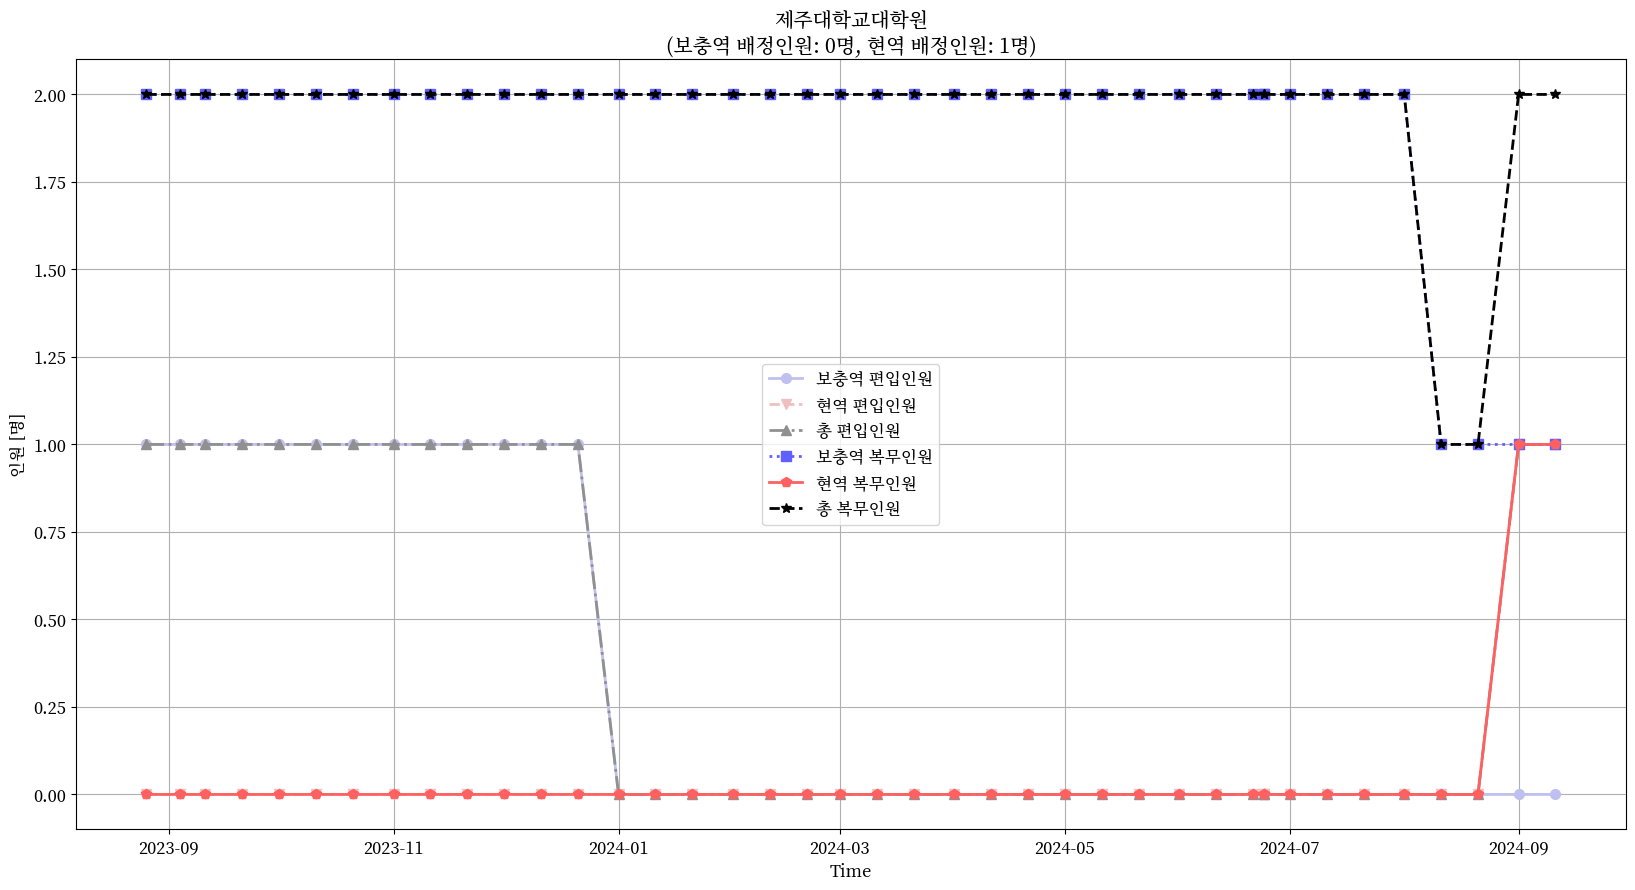 제주대학교대학원
(보충역 배정인원: 0명, 현역 배정인원: 1명)
인원 [명]
2.00
1.75
1.50
1.25
1.00
0.75
0.50
0.25
0.00
보충역 편입인원
현역 편입인원
총 편입인원
보충역 복무인원
현역 복무인원
총 복무인원
2023-09
2023-11
2024-01
2024-03
2024-05
2024-07
2024-09
Time